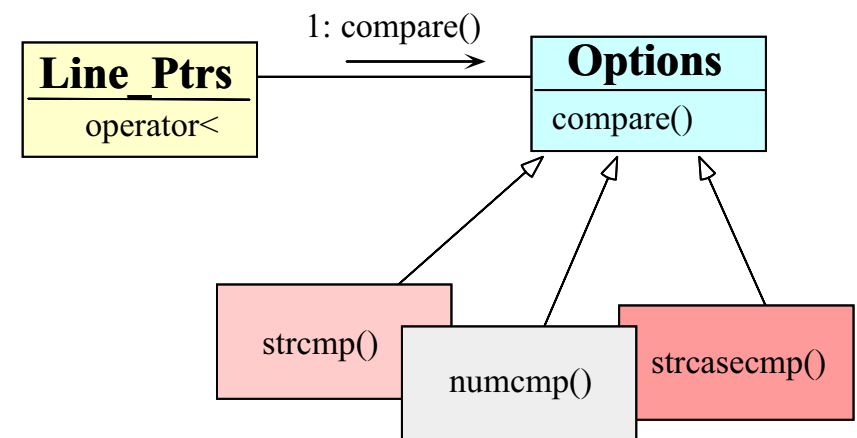 1: compare()
Line_Ptrs
operator<
Options
compare()
strcmp()
numcmp()
strcasecmp()